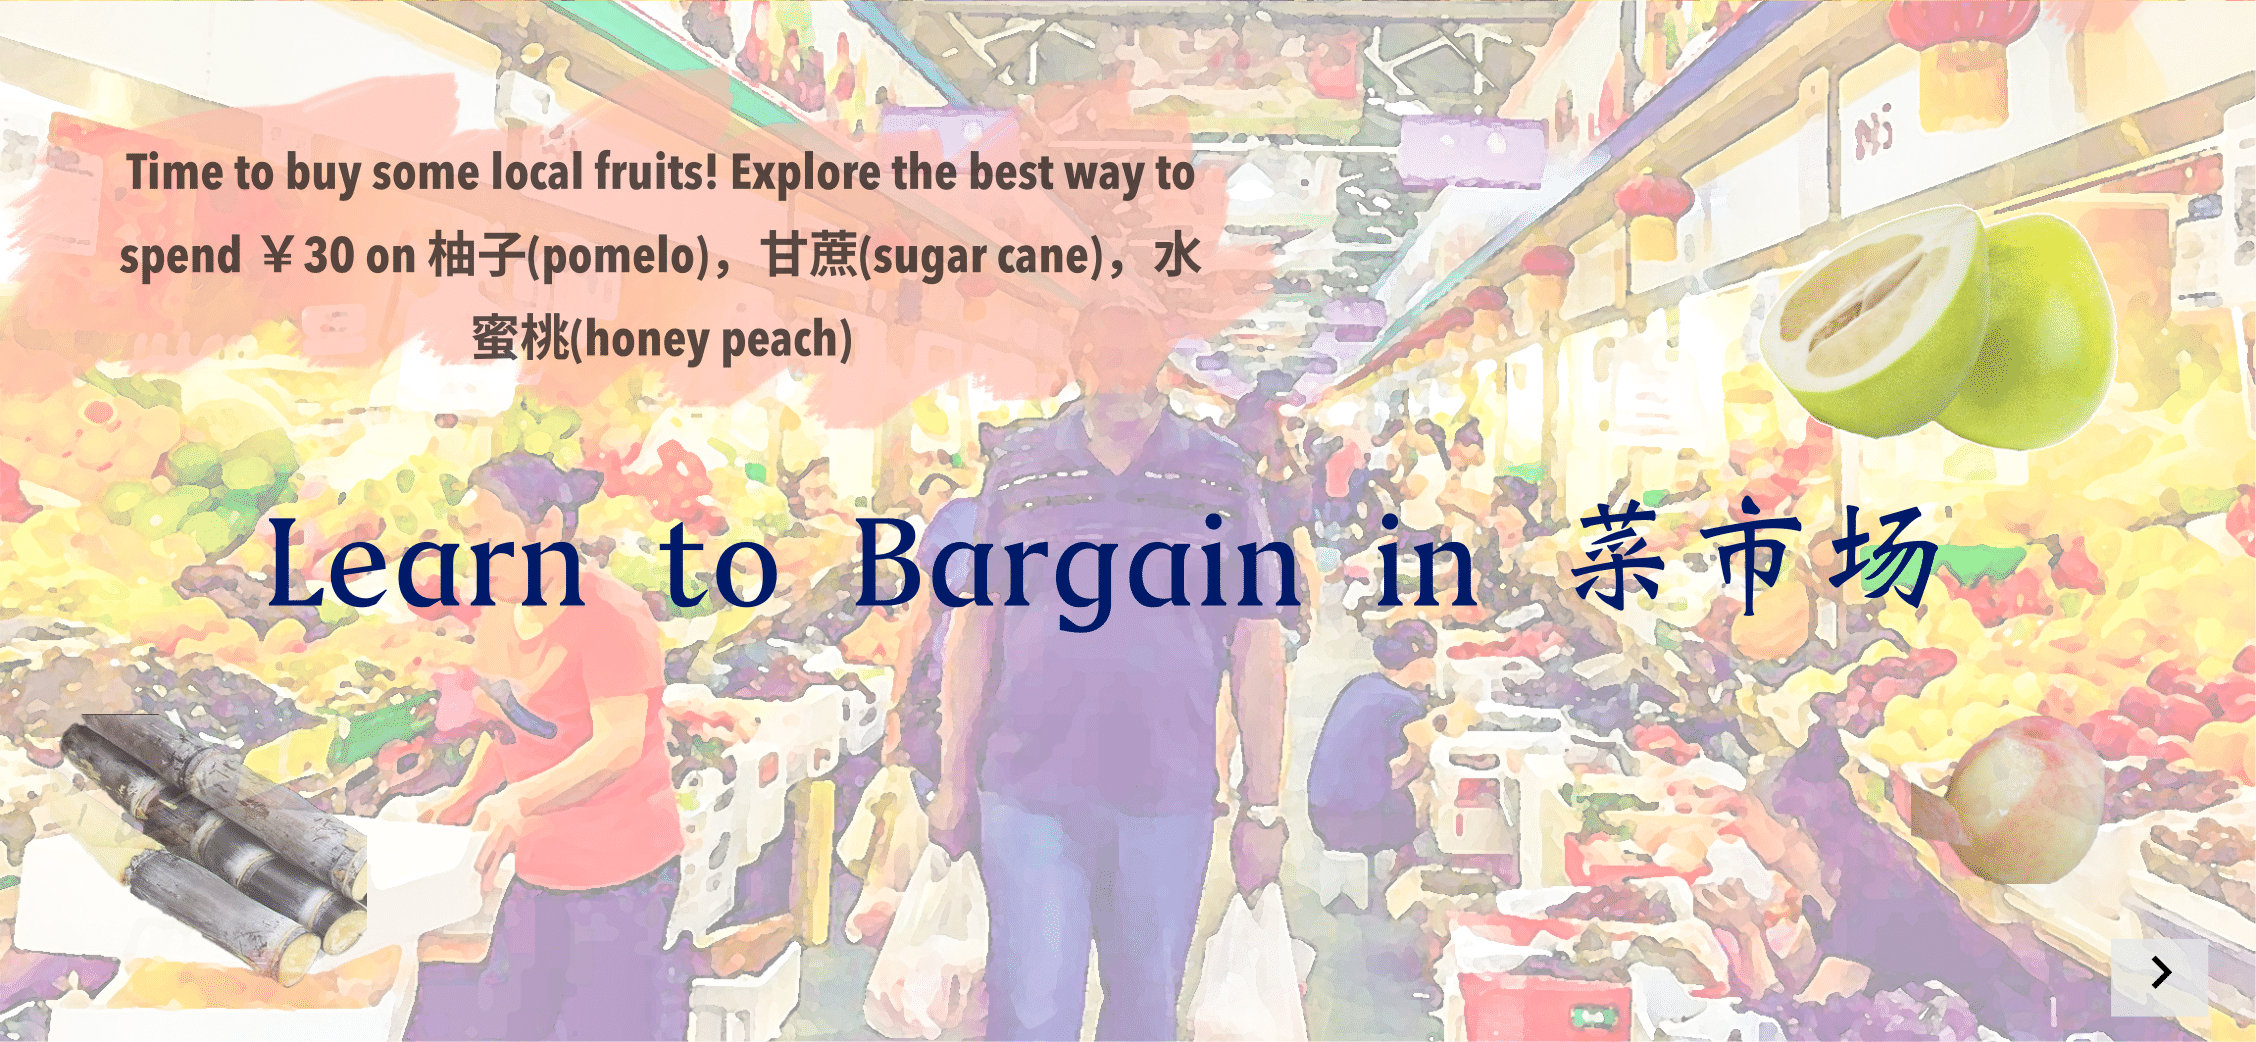 Time to buy some local fruits! Explore the best way to
spend ￥30 on 柚子(pomelo)，甘蔗(sugar cane)，水
蜜桃(honey peach)
Learn to Bargain in 菜市场